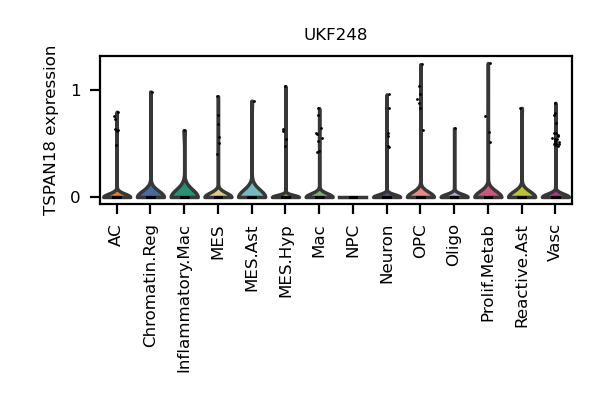 UKF248
TSPAN18 expression
1
0
AC
Chromatin.Reg
Inflammatory.Mac
MES
MES.Ast
MES.Hyp
Mac
NPC
Neuron
OPC
Oligo
Prolif.Metab
Reactive.Ast
Vasc